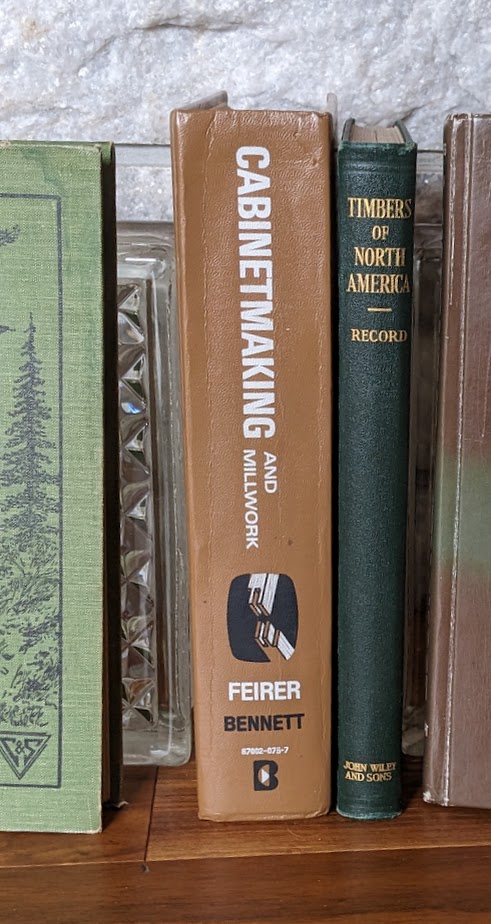 CABINETMAKING
AND
MILLWORK
FEIRER
BENNETT
87002-075-7
B
TIMBERS
OF
NORTH
AMERICA
RECORD
JOHN WILEY
AND SONS